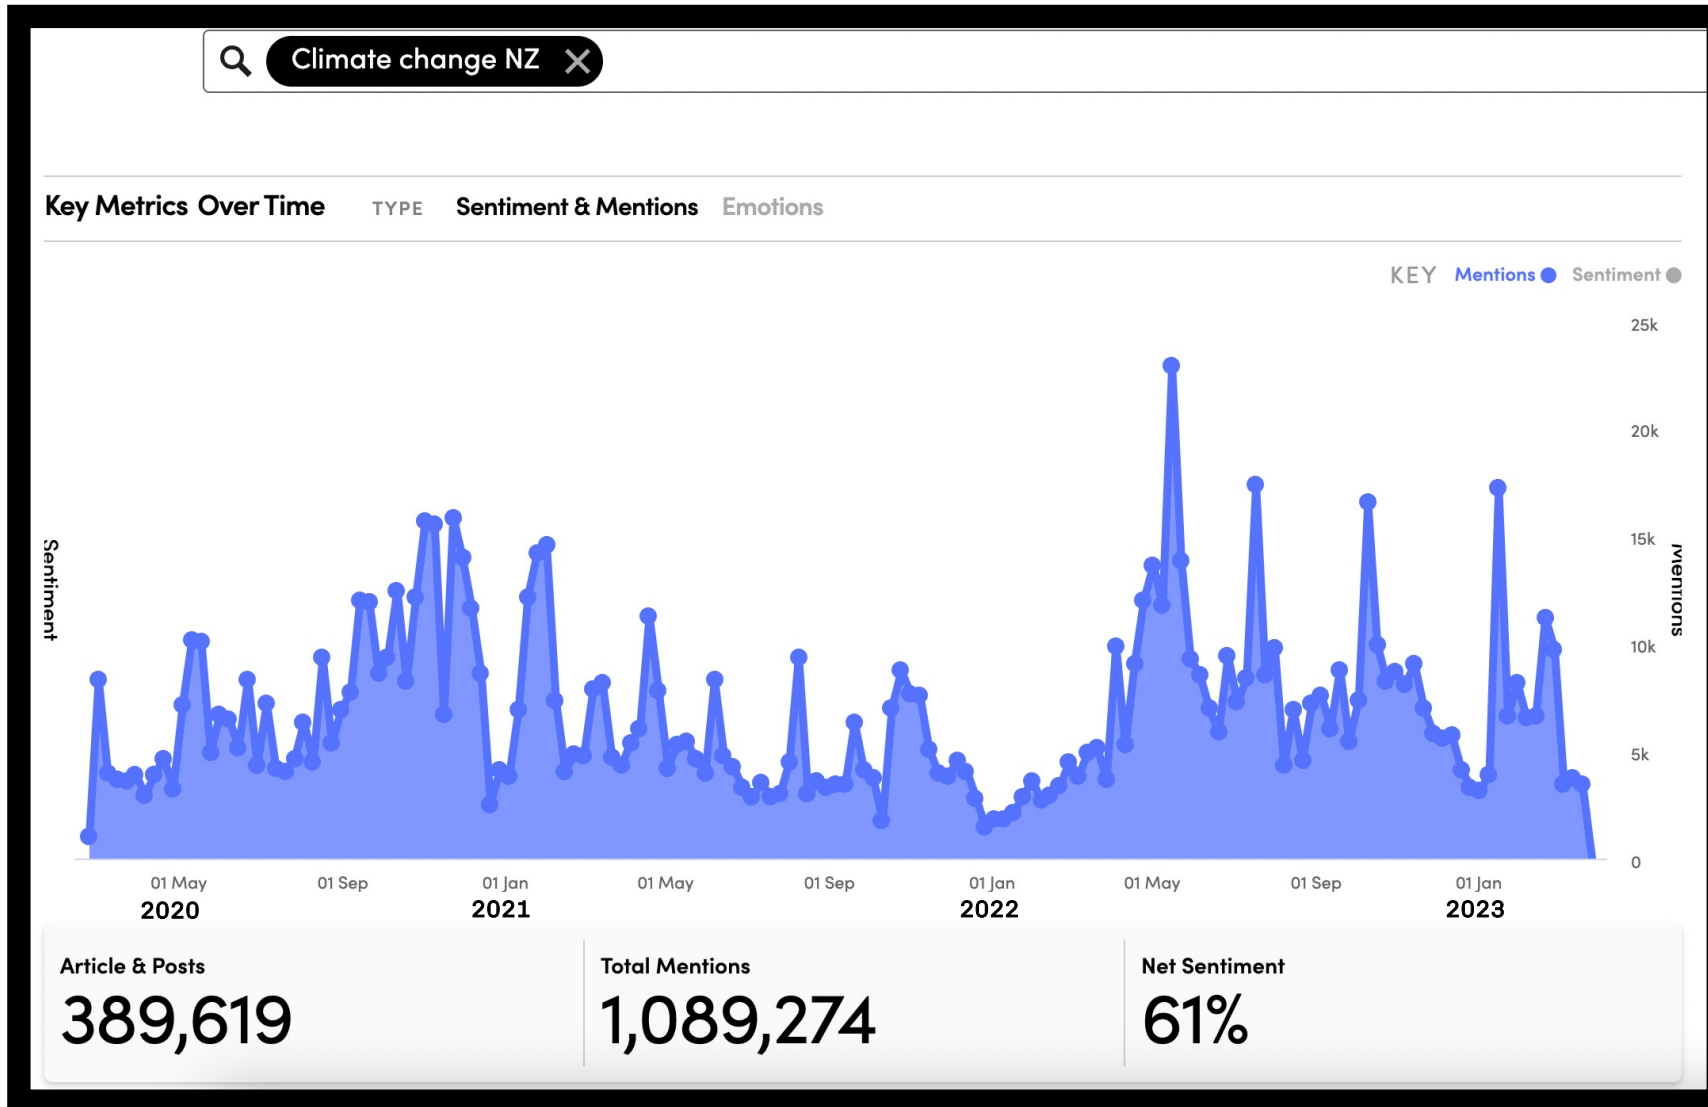 Climate change NZ
Key Metrics Over Time TYPE Sentiment & Mentions Emotions
KEY Mentions Sentiment
25k
20k
15k
10k
5k
0
Sentiment
Mentions
01 May 01 Sep 01 Jan 01 May 01 Sep 01 Jan 01 May 01 Sep 01 Jan
2020 2021 2022 2023
Article & Posts Total Mentions Net Sentiment
389,619 1,089,274 61%